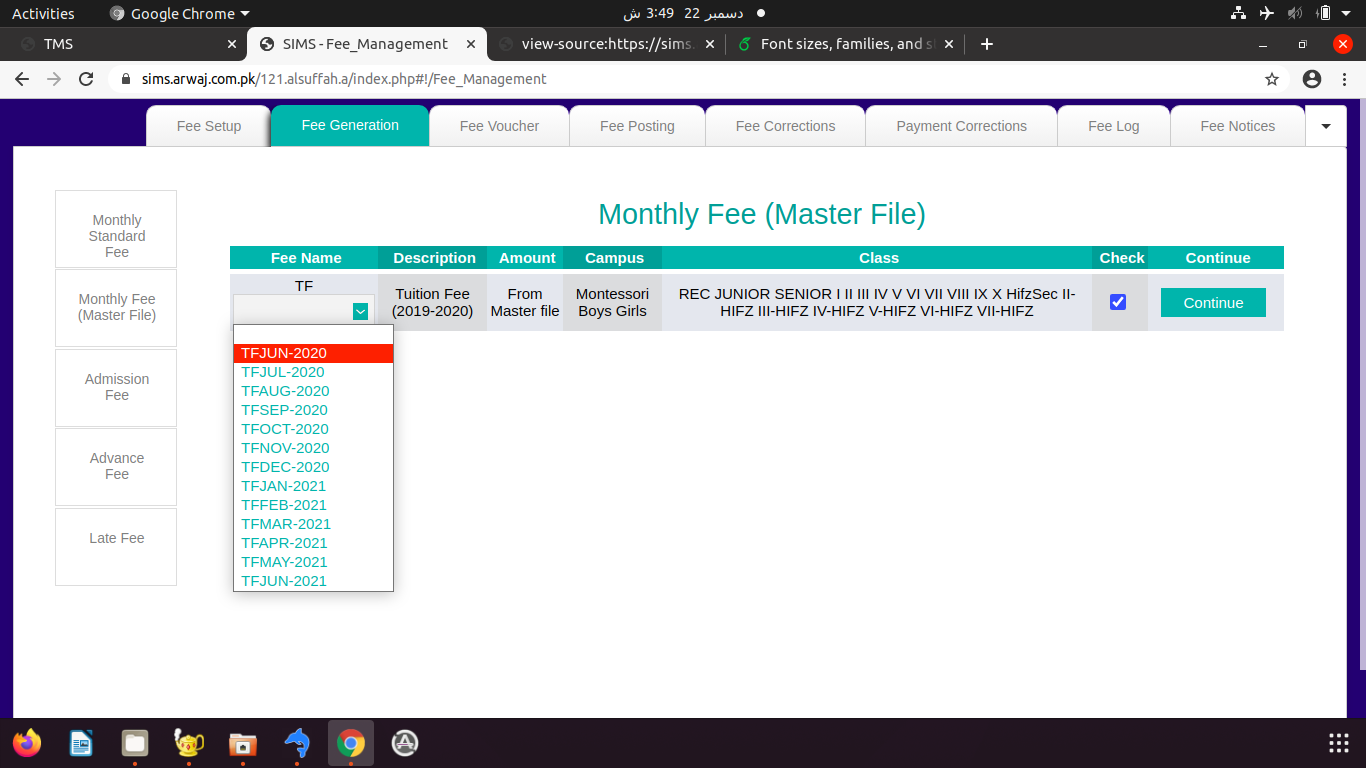 Activities
Google Chrome
دسمبر 22 3:49 ش
TMS
SIMS - Fee_Management
view-source:https://sims.
Font sizes, families, and s
sims.arwaj.com.pk/121.alsuffah.a/index.php#!/Fee_Management
Fee Setup
Fee Generation
Fee Voucher
Fee Posting
Fee Corrections
Payment Corrections
Fee Log
Fee Notices
Monthly
Standard
Fee
Monthly Fee
(Master File)
Admission
Fee
Advance
Fee
Late Fee
Monthly Fee (Master File)
Fee Name
Description
Amount
Campus
Class
Check
Continue
TF
Tuition Fee
(2019-2020)
From
Master file
Montessori
Boys Girls
REC JUNIOR SENIOR I II III IV V VI VII VIII IX X HifzSec II-
HIFZ III-HIFZ IV-HIFZ V-HIFZ VI-HIFZ VII-HIFZ
Continue
TFJUN-2020
TFJUL-2020
TFAUG-2020
TFSEP-2020
TFOCT-2020
TFNOV-2020
TFDEC-2020
TFJAN-2021
TFFEB-2021
TFMAR-2021
TFAPR-2021
TFMAY-2021
TFJUN-2021